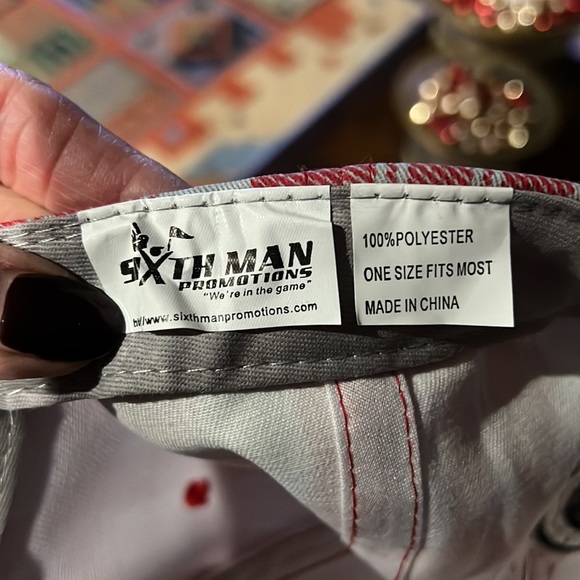 SIXTH MAN
PROMOTIONS
"We're in the game"
www.sixthmanpromotions.com
100%POLYESTER
ONE SIZE FITS MOST
MADE IN CHINA